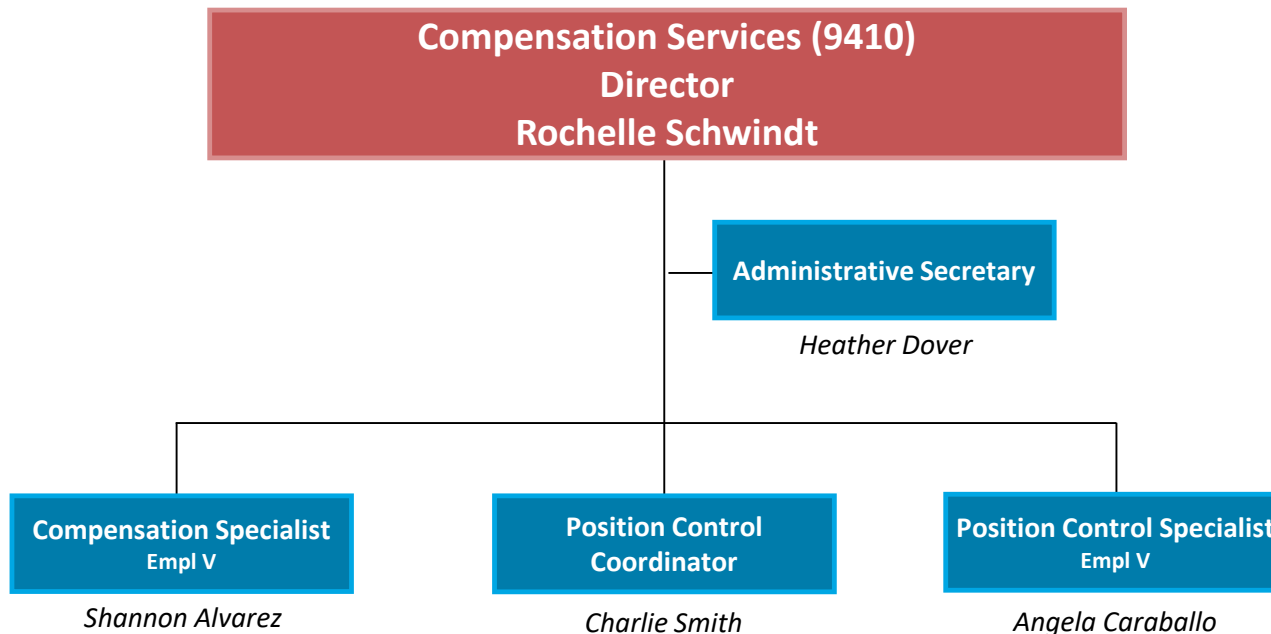 Compensation Services (9410)
Director
Rochelle Schwindt
Administrative Secretary
Heather Dover
Compensation Specialist
Empl V
Shannon Alvarez
Position Control
Coordinator
Charlie Smith
Position Control Specialist
Empl V
Angela Caraballo